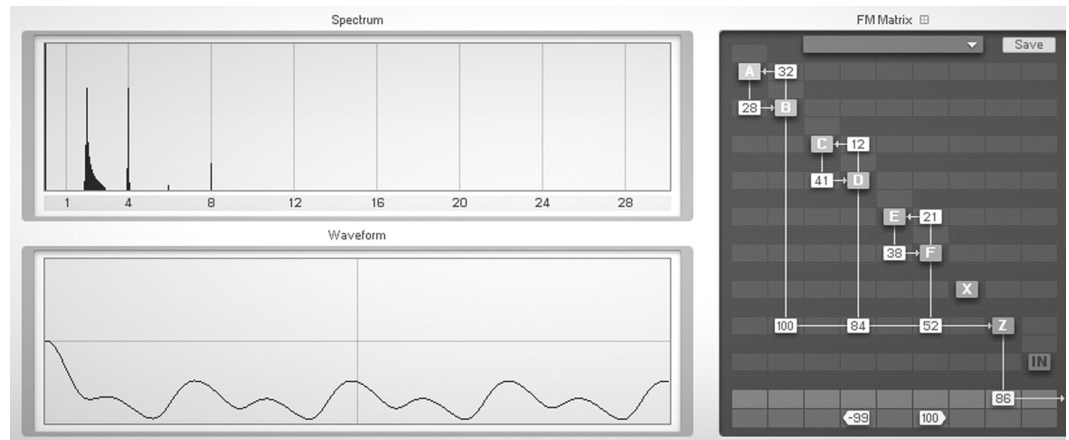 Spectrum
1 4 8 12 16 20 24 28
Waveform
FM Matrix
Save
A 32
28 B
C 12
41 D
E 21
38 F
X
100 84 52 Z
IN
86
-99 100